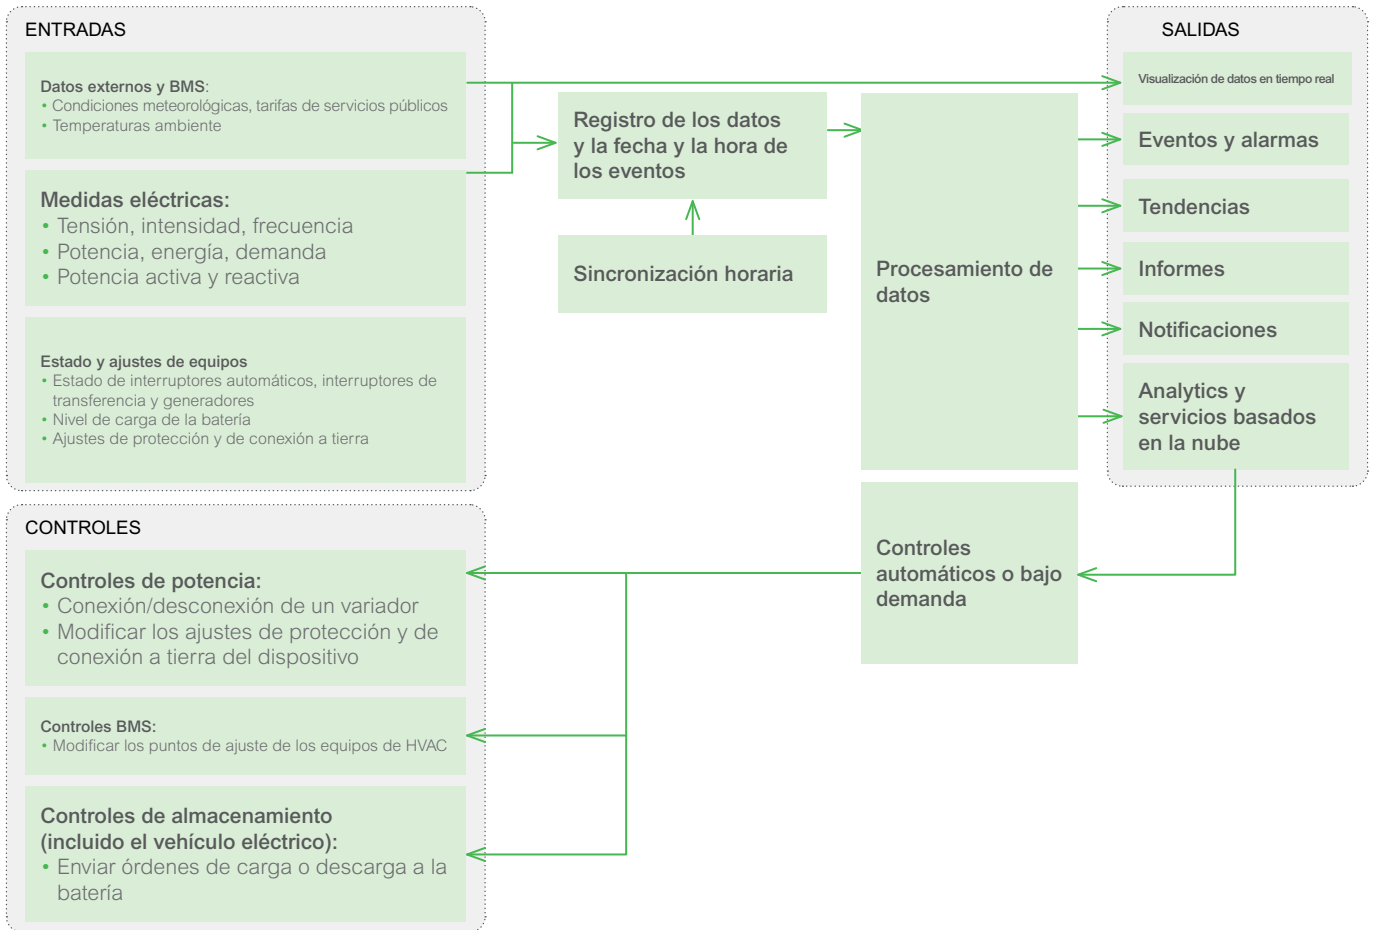 ENTRADAS
Datos externos y BMS:
• Condiciones meteorológicas, tarifas de servicios públicos
• Temperaturas ambiente
Medidas eléctricas:
• Tensión, intensidad, frecuencia
• Potencia, energía, demanda
• Potencia activa y reactiva
Estado y ajustes de equipos
• Estado de interruptores automáticos, interruptores de
transferencia y generadores
• Nivel de carga de la batería
• Ajustes de protección y de conexión a tierra
Registro de los datos
y la fecha y la hora de
los eventos
Sincronización horaria
Procesamiento de
datos
SALIDAS
Visualización de datos en tiempo real
Eventos y alarmas
Tendencias
Informes
Notificaciones
Analytics y
servicios basados
en la nube
Controles
automáticos o bajo
demanda
CONTROLES
Controles de potencia:
• Conexión/desconexión de un variador
• Modificar los ajustes de protección y de
conexión a tierra del dispositivo
Controles BMS:
• Modificar los puntos de ajuste de los equipos de HVAC
Controles de almacenamiento
(incluido el vehículo eléctrico):
• Enviar órdenes de carga o descarga a la
batería